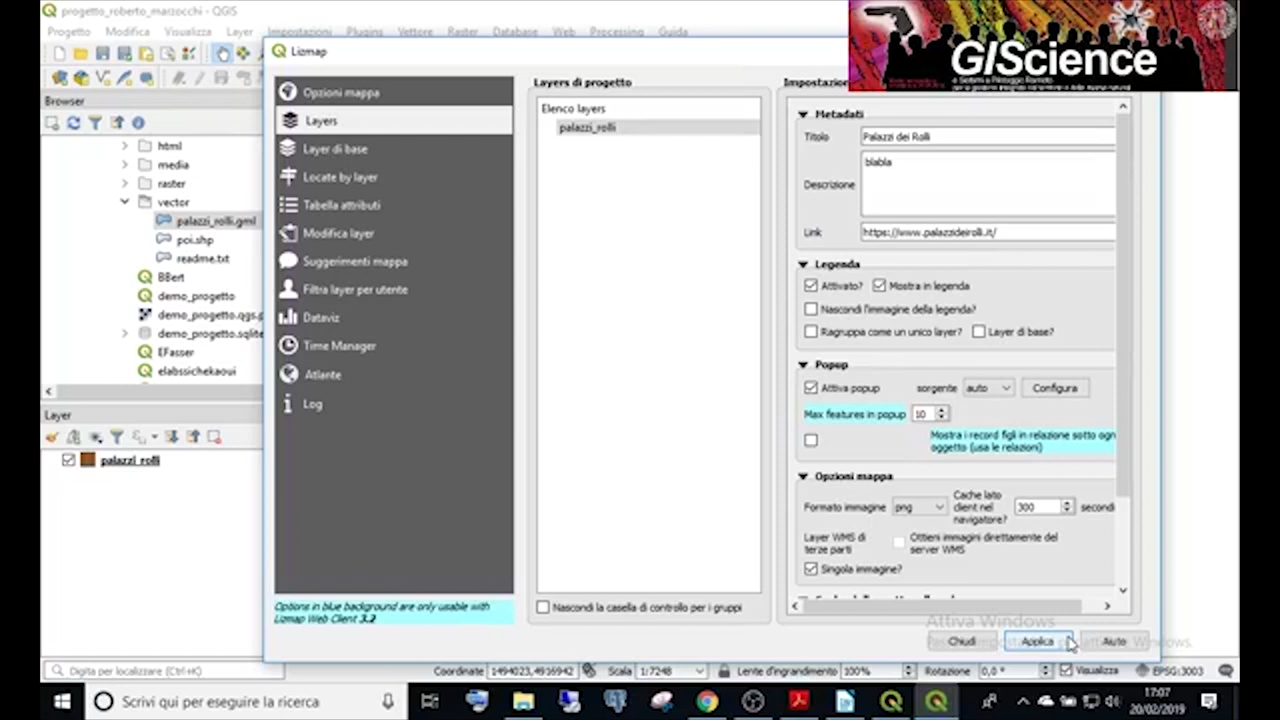 progetto_roberto_marzocchi - QGIS
Progetto Modifica Visualizza Layer Impostazioni Plugins Vettore Raster Database Web Processing Guida
GIScience
Lizmap
Browser
html
media
raster
vector
palazzi_rolli.gml
poi.shp
readme.txt
BBert
demo_progetto
demo_progetto.qgs.p
demo_progetto.sqlite
EFasser
elabssichekaoui
Layer
palazzi_rolli
Opzioni mappa
Layers
Layer di base
Locate by layer
Tabella attributi
Modifica layer
Suggerimenti mappa
Filtra layer per utente
Dataviz
Time Manager
Atlante
Log
Options in blue background are only usable with
Lizmap Web Client 3.2
Layers di progetto
Elenco layers
palazzi_rolli
Nascondi la casella di controllo per i gruppi
Impostazion
Metadati
Titolo Palazzi dei Rolli
Descrizione blabla
Link https://www.palazzideirolli.it/
Legenda
Attivato? Mostra in legenda
Nascondi l'immagine della legenda?
Ragruppa come un unico layer? Layer di base?
Popup
Attiva popup sorgente auto Configura
Max features in popup 10
Mostra i record figli in relazione sotto ogn
oggetto (usa le relazioni)
Opzioni mappa
Formato immagine png Cache lato
client nel
navigatore? 300 secondi
Layer WMS di
terze parti
Ottieni immagini direttamente del
server WMS
Singola immagine?
Attiva Windows
Chiudi Applica Aiuto
Digita per localizzare (Ctrl+K) Coordinate 1494023,4916942 Scala 1:7248 Lente d'ingrandimento 100% Rotazione 0,0 ° Visualizza EPSG:3003
Scrivi qui per eseguire la ricerca
17:07
20/02/2019